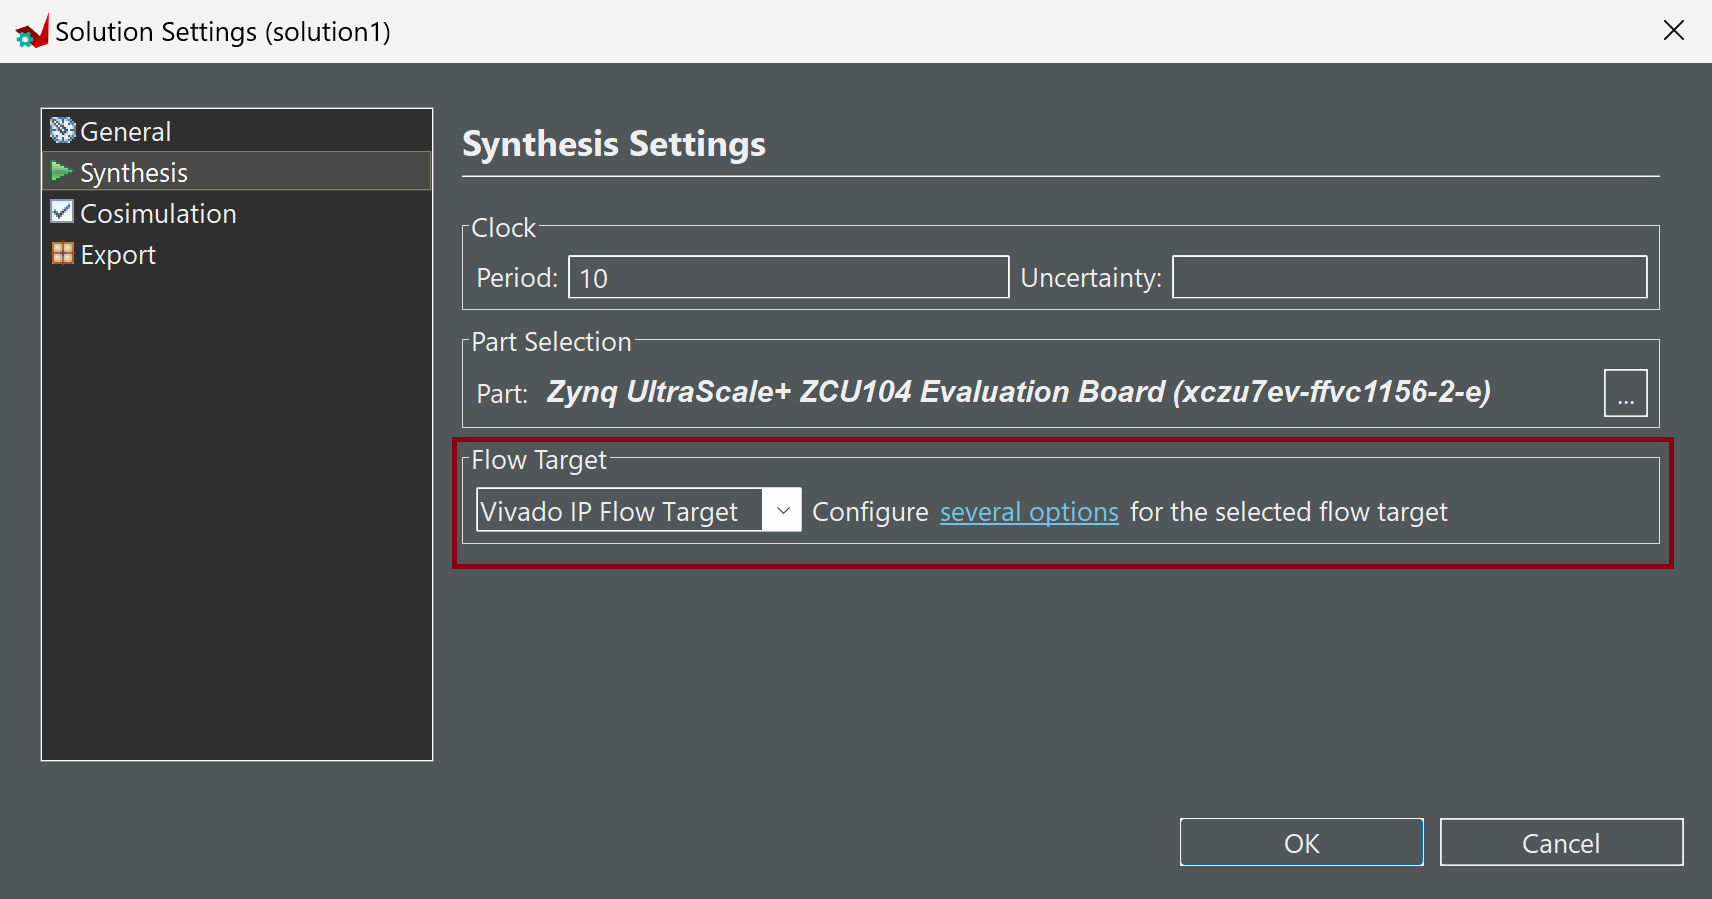 Solution Settings (solution1)
General
Synthesis
Cosimulation
Export
Synthesis Settings
Clock
Period: 10 Uncertainty:
Part Selection
Part: Zynq UltraScale+ ZCU104 Evaluation Board (xczu7ev-ffvc1156-2-e) ...
Flow Target
Vivado IP Flow Target Configure several options for the selected flow target
OK Cancel